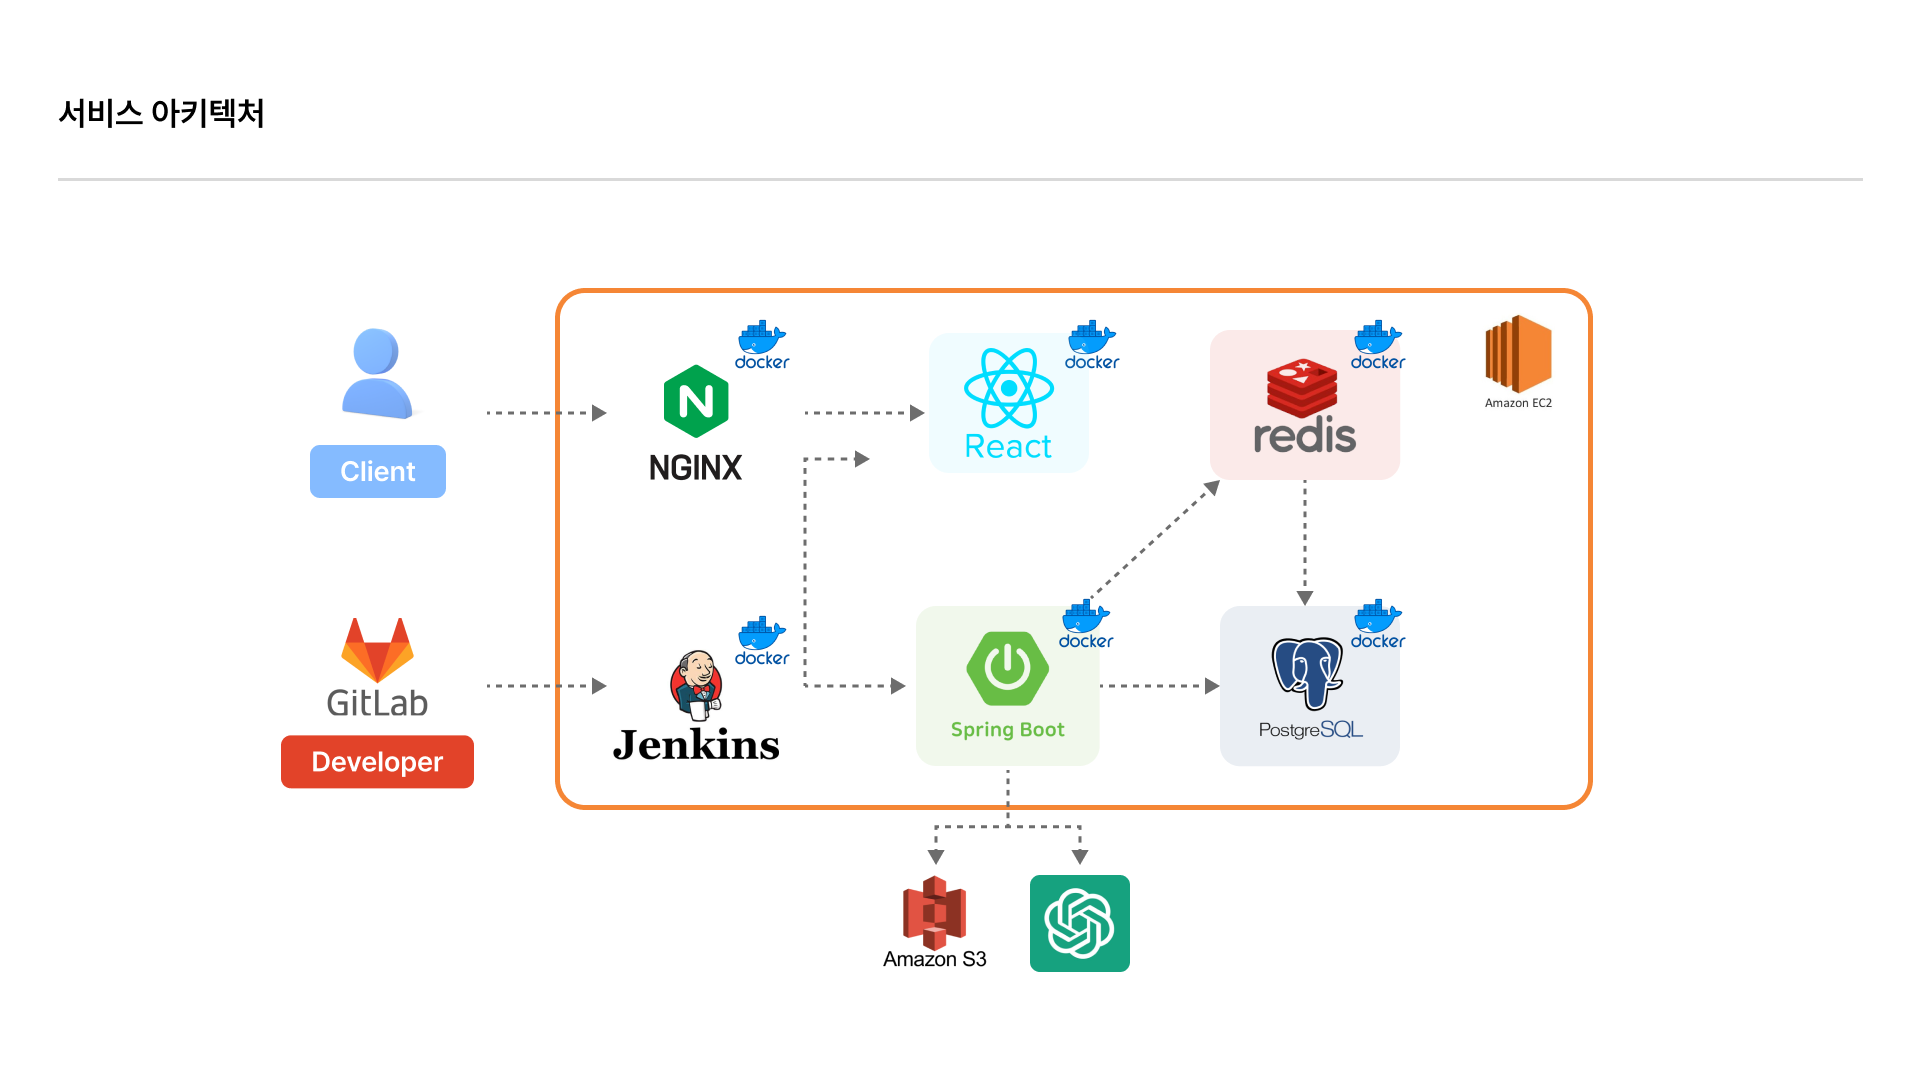 서비스 아키텍처
docker
docker
docker
Amazon EC2
NGINX
React
redis
Client
docker
docker
docker
GitLab
Jenkins
Spring Boot
PostgreSQL
Developer
Amazon S3